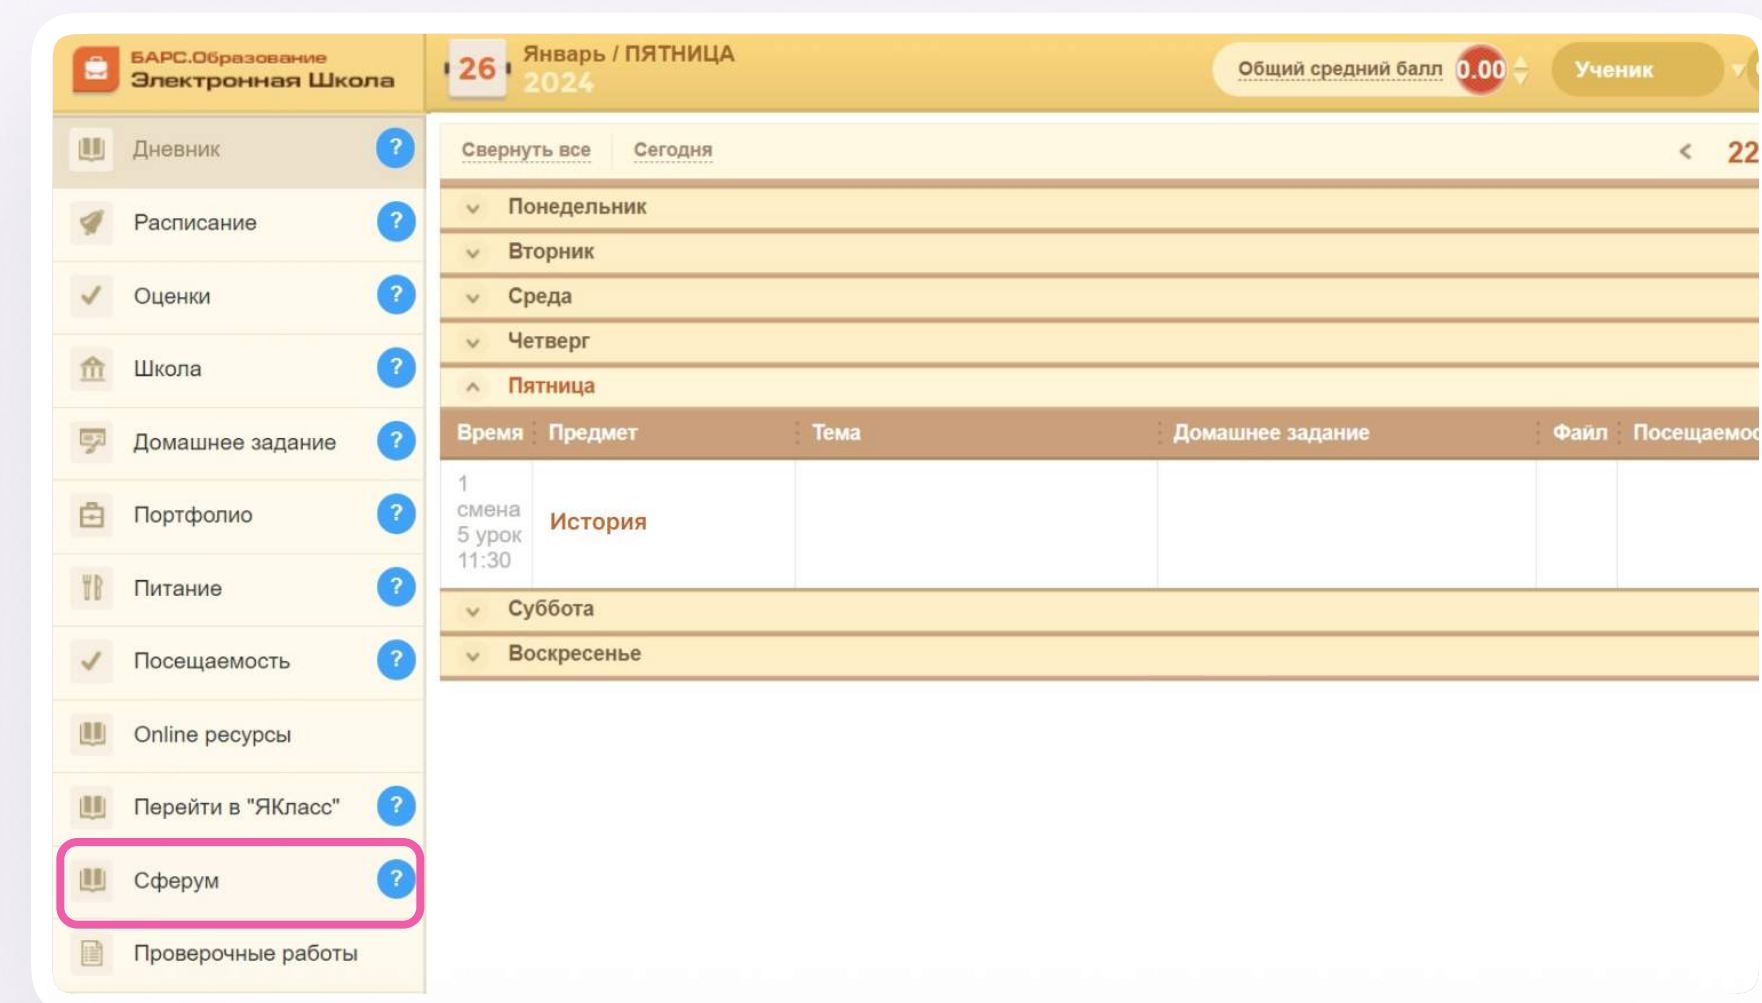 БАРС.Образование
Электронная Школа
26
Январь / ПЯТНИЦА
2024
Общий средний балл 0.00
Ученик
Дневник ?
Расписание ?
Оценки ?
Школа ?
Домашнее задание ?
Портфолио ?
Питание ?
Посещаемость ?
Online ресурсы
Перейти в "ЯКласс" ?
Сферум ?
Проверочные работы
Свернуть все Сегодня < 22
Понедельник
Вторник
Среда
Четверг
Пятница
Время Предмет Тема Домашнее задание Файл Посещаемос
1
смена
5 урок
11:30
История
Суббота
Воскресенье